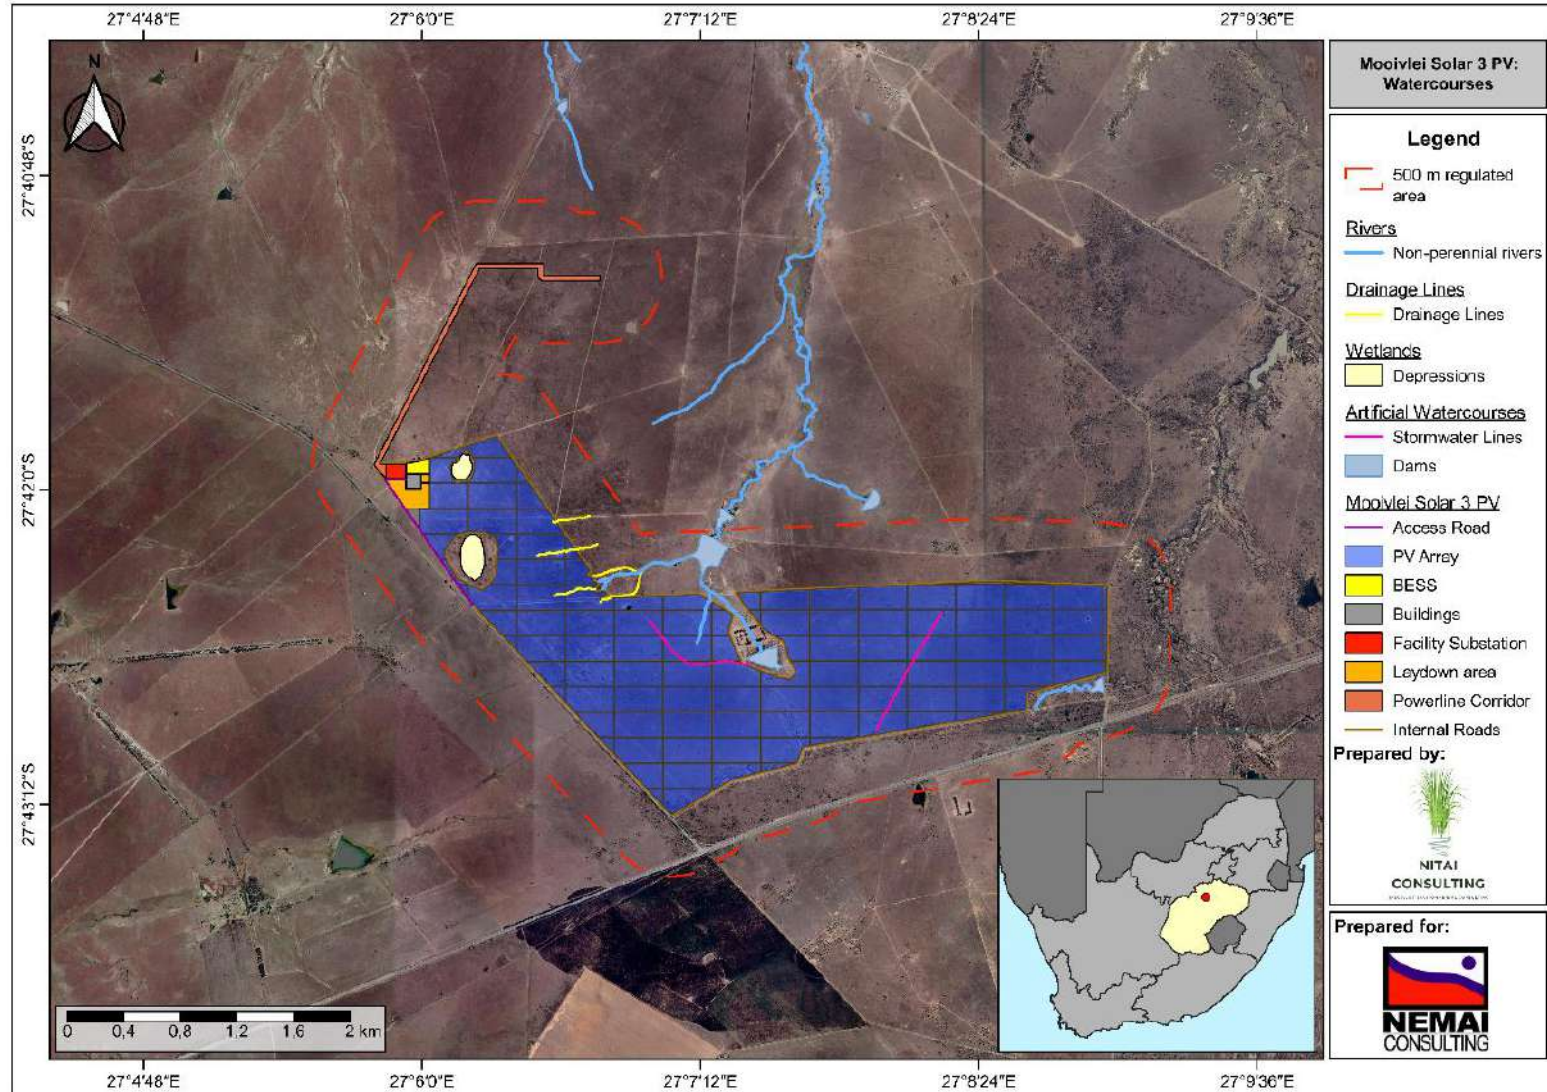 27°4'48"E
27°6'0"E
27°7'12"E
27°8'24"E
27°9'36"E
N
27°40'48"S
27°42'0"S
27°43'12"S
Mooivlei Solar 3 PV:
Watercourses
Legend
500 m regulated
area
Rivers
Non-perennial rivers
Drainage Lines
Drainage Lines
Wetlands
Depressions
Artificial Watercourses
Stormwater Lines
Dams
Mooivlei Solar 3 PV
Access Road
PV Array
BESS
Buildings
Facility Substation
Laydown area
Powerline Corridor
Internal Roads
Prepared by:
NITAI
CONSULTING
Prepared for:
NEMAI
CONSULTING
0 0,4 0,8 1,2 1,6 2 km
27°4'48"E
27°6'0"E
27°7'12"E
27°8'24"E
27°9'36"E